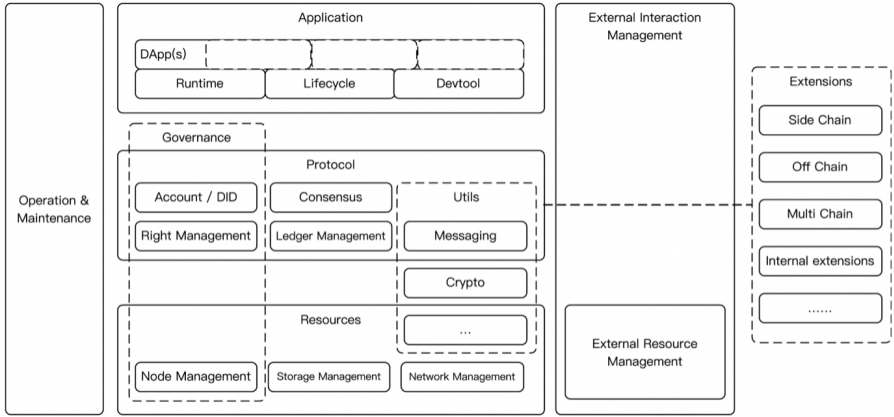 Operation &
Maintenance
Application
DApp(s)
Runtime
Lifecycle
Devtool
Governance
Protocol
Account / DID
Consensus
Utils
Right Management
Ledger Management
Messaging
Crypto
Resources
...
Node Management
Storage Management
Network Management
External Interaction
Management
External Resource
Management
Extensions
Side Chain
Off Chain
Multi Chain
Internal extensions
......